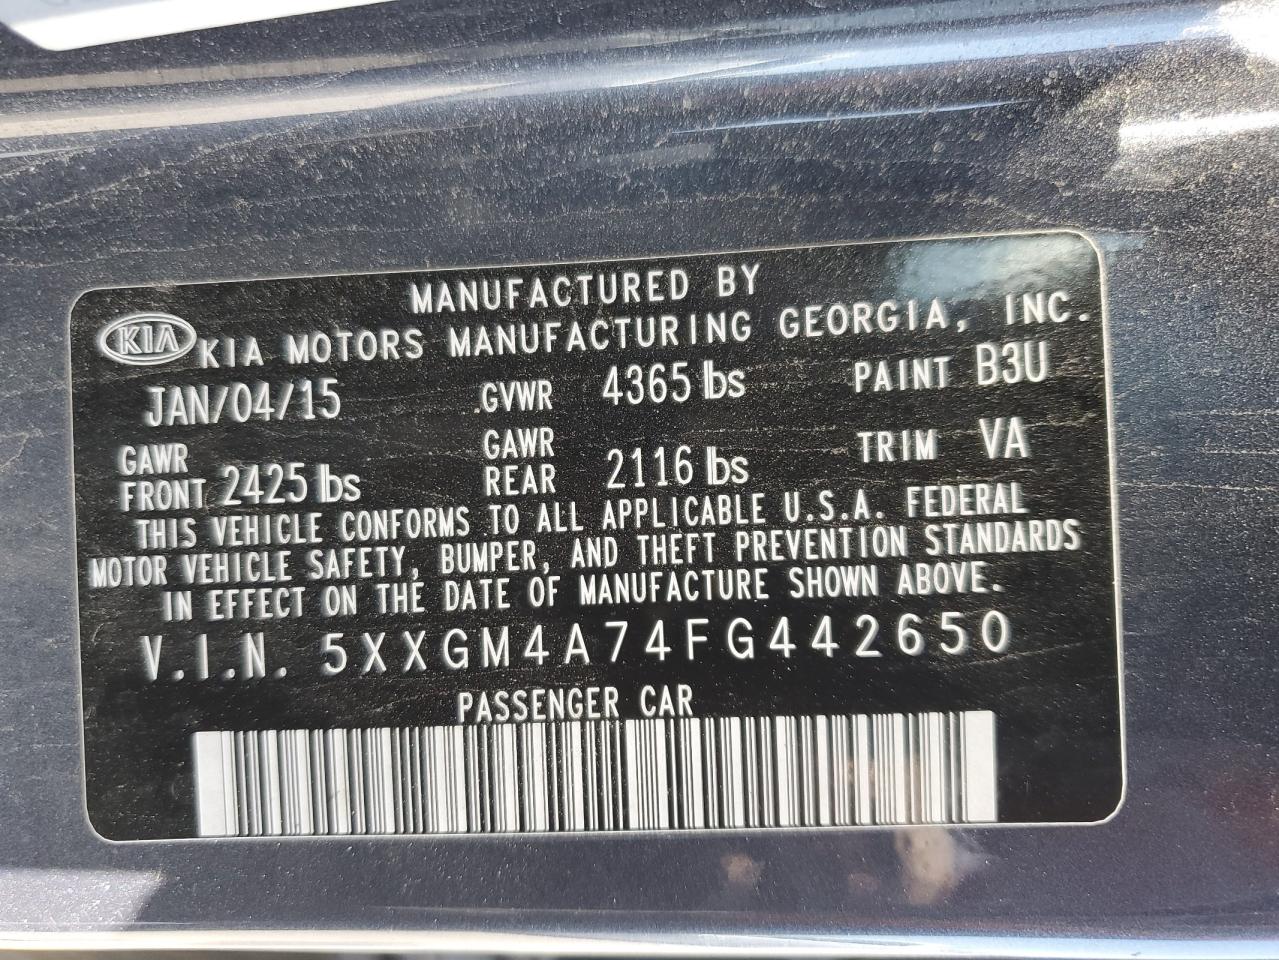 MANUFACTURED BY
KIA KIA MOTORS MANUFACTURING GEORGIA, INC.
JAN/04/15 GVWR 4365 lbs PAINT B3U
GAWR GAWR
FRONT 2425 lbs REAR 2116 lbs TRIM VA
THIS VEHICLE CONFORMS TO ALL APPLICABLE U.S.A. FEDERAL
MOTOR VEHICLE SAFETY, BUMPER, AND THEFT PREVENTION STANDARDS
IN EFFECT ON THE DATE OF MANUFACTURE SHOWN ABOVE.
V.I.N. 5XXGM4A74FG442650
PASSENGER CAR